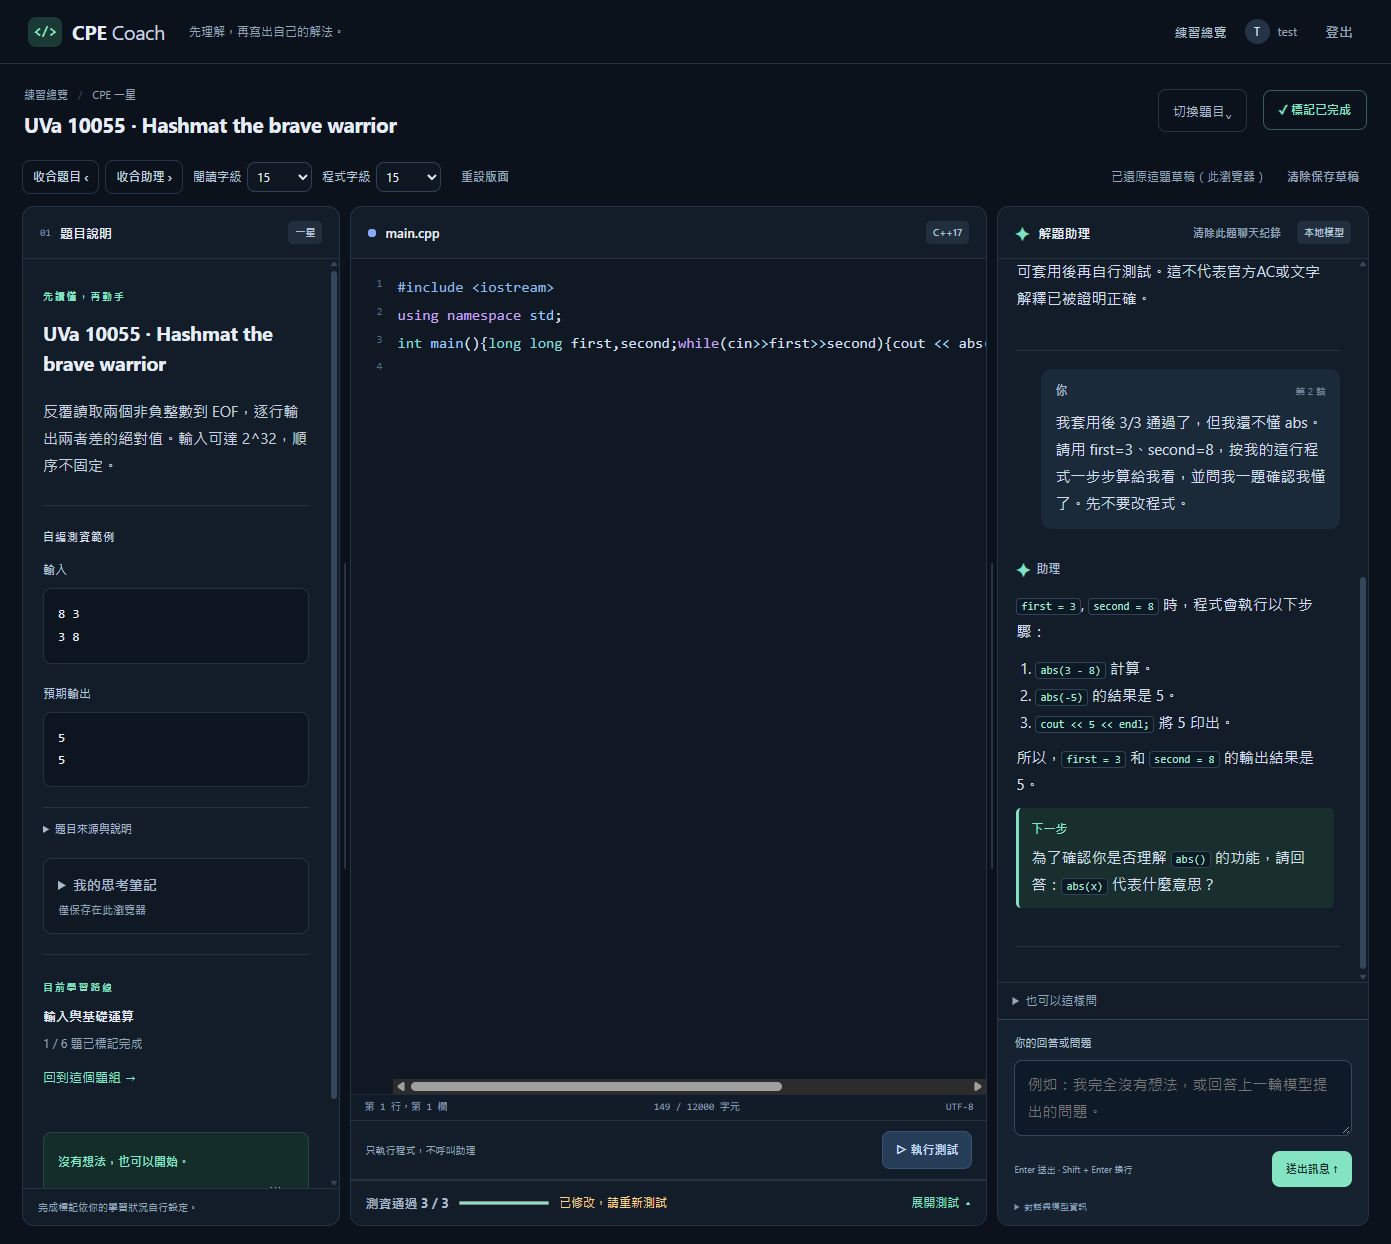 </> CPE Coach
先理解，再寫出自己的解法。
練習總覽
T test
登出
練習總覽 / CPE 一星
UVa 10055 · Hashmat the brave warrior
切換題目⌄
✓ 標記已完成
收合題目 ‹
收合助理 ›
閱讀字級 15
程式字級 15
重設版面
已還原這題草稿（此瀏覽器）
清除保存草稿
01 題目說明
一星
先讀懂，再動手
UVa 10055 · Hashmat the
brave warrior
反覆讀取兩個非負整數到 EOF，逐行輸
出兩者差的絕對值。輸入可達 2^32，順
序不固定。
自編測資範例
輸入
8 3
3 8
預期輸出
5
5
▶ 題目來源與說明
▶ 我的思考筆記
僅保存在此瀏覽器
目前學習路線
輸入與基礎運算
1 / 6 題已標記完成
回到這個題組 →
沒有想法，也可以開始。
完成標記依你的學習狀況自行設定。
main.cpp
C++17
1 #include <iostream>
2 using namespace std;
3 int main(){long long first,second;while(cin>>first>>second){cout << abs
4
第 1 行，第 1 欄
149 / 12000 字元
UTF-8
只執行程式，不呼叫助理
▷ 執行測試
測資通過 3 / 3
已修改，請重新測試
展開測試
解題助理
清除此題聊天紀錄
本地模型
可套用後再自行測試。這不代表官方AC或文字
解釋已被證明正確。
你
第 2 輪
我套用後 3/3 通過了，但我還不懂 abs。
請用 first=3、second=8，按我的這行程
式一步步算給我看，並問我一題確認我懂
了。先不要改程式。
助理
first = 3, second = 8 時，程式會執行以下步
驟：
1. abs(3 - 8) 計算。
2. abs(-5) 的結果是 5。
3. cout << 5 << endl; 將 5 印出。
所以，first = 3 和 second = 8 的輸出結果是
5。
下一步
為了確認你是否理解 abs() 的功能，請回
答：abs(x) 代表什麼意思？
▶ 也可以這樣問
你的回答或問題
例如：我完全沒有想法，或回答上一輪模型提
出的問題。
Enter 送出 · Shift + Enter 換行
送出訊息 ↑
▶ 對話與模型資訊